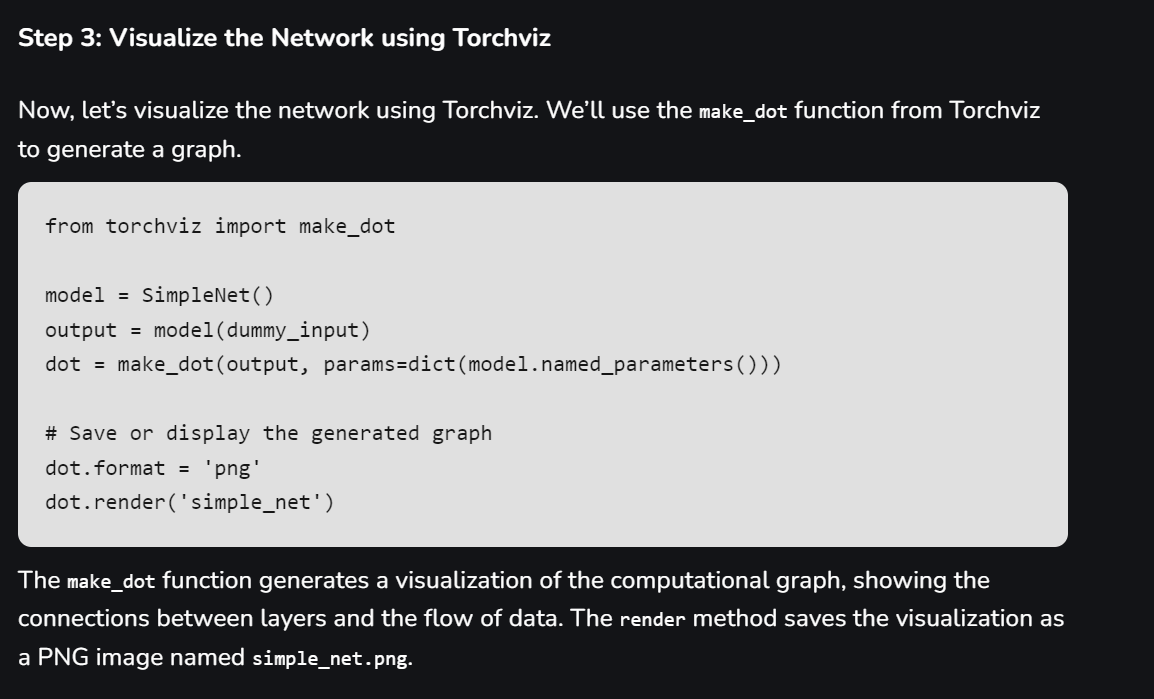 Step 3: Visualize the Network using Torchviz
Now, let’s visualize the network using Torchviz. We’ll use the make_dot function from Torchviz
to generate a graph.
from torchviz import make_dot
model = SimpleNet()
output = model(dummy_input)
dot = make_dot(output, params=dict(model.named_parameters()))
# Save or display the generated graph
dot.format = 'png'
dot.render('simple_net')
The make_dot function generates a visualization of the computational graph, showing the
connections between layers and the flow of data. The render method saves the visualization as
a PNG image named simple_net.png.